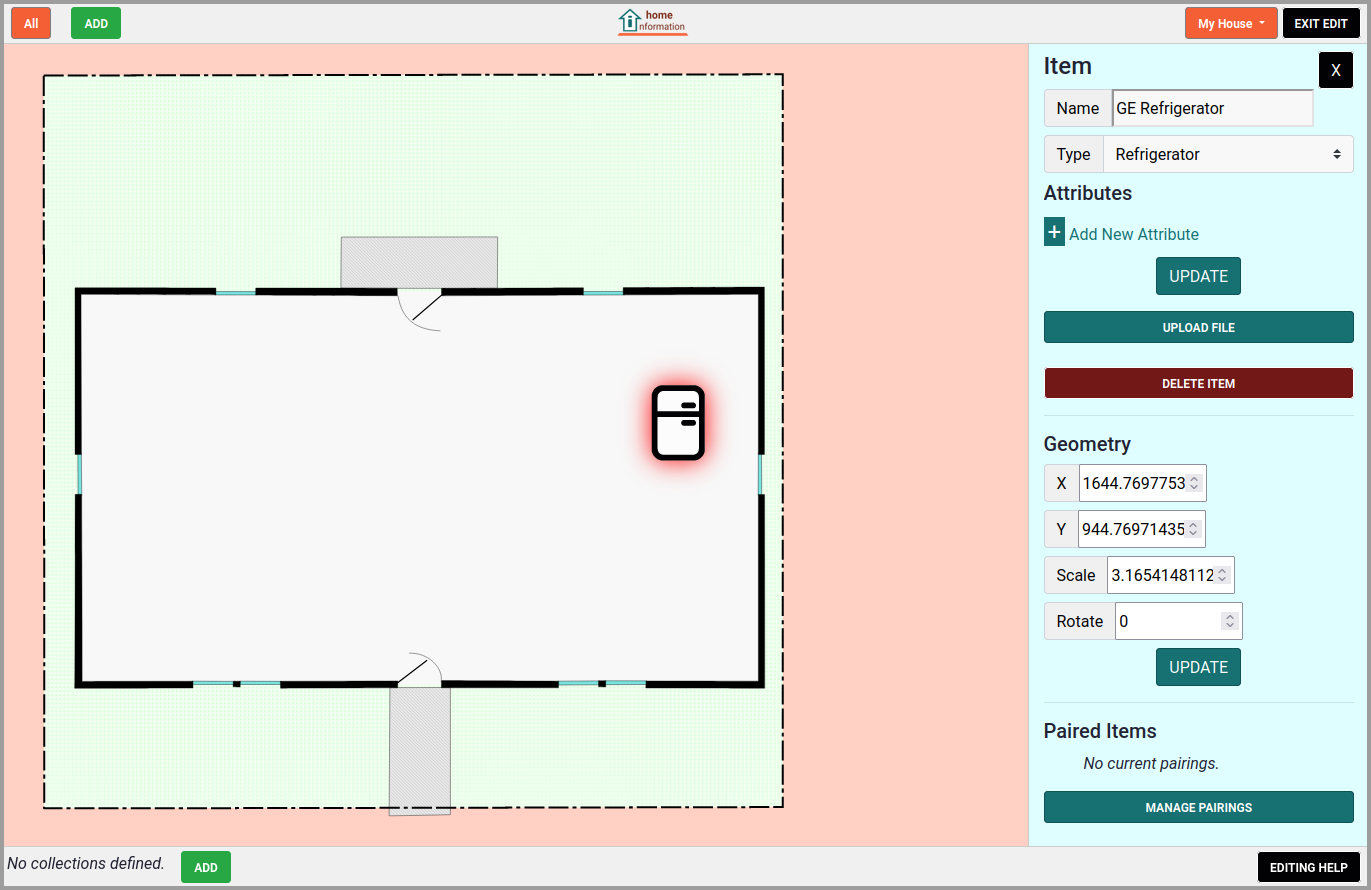 All
ADD
home
nformation
My House
EXIT EDIT
Item
X
Name
GE Refrigerator
Type
Refrigerator
Attributes
+ Add New Attribute
UPDATE
UPLOAD FILE
DELETE ITEM
Geometry
X
1644.7697753
Y
944.76971435
Scale
3.1654148112
Rotate
0
UPDATE
Paired Items
No current pairings.
MANAGE PAIRINGS
No collections defined.
ADD
EDITING HELP